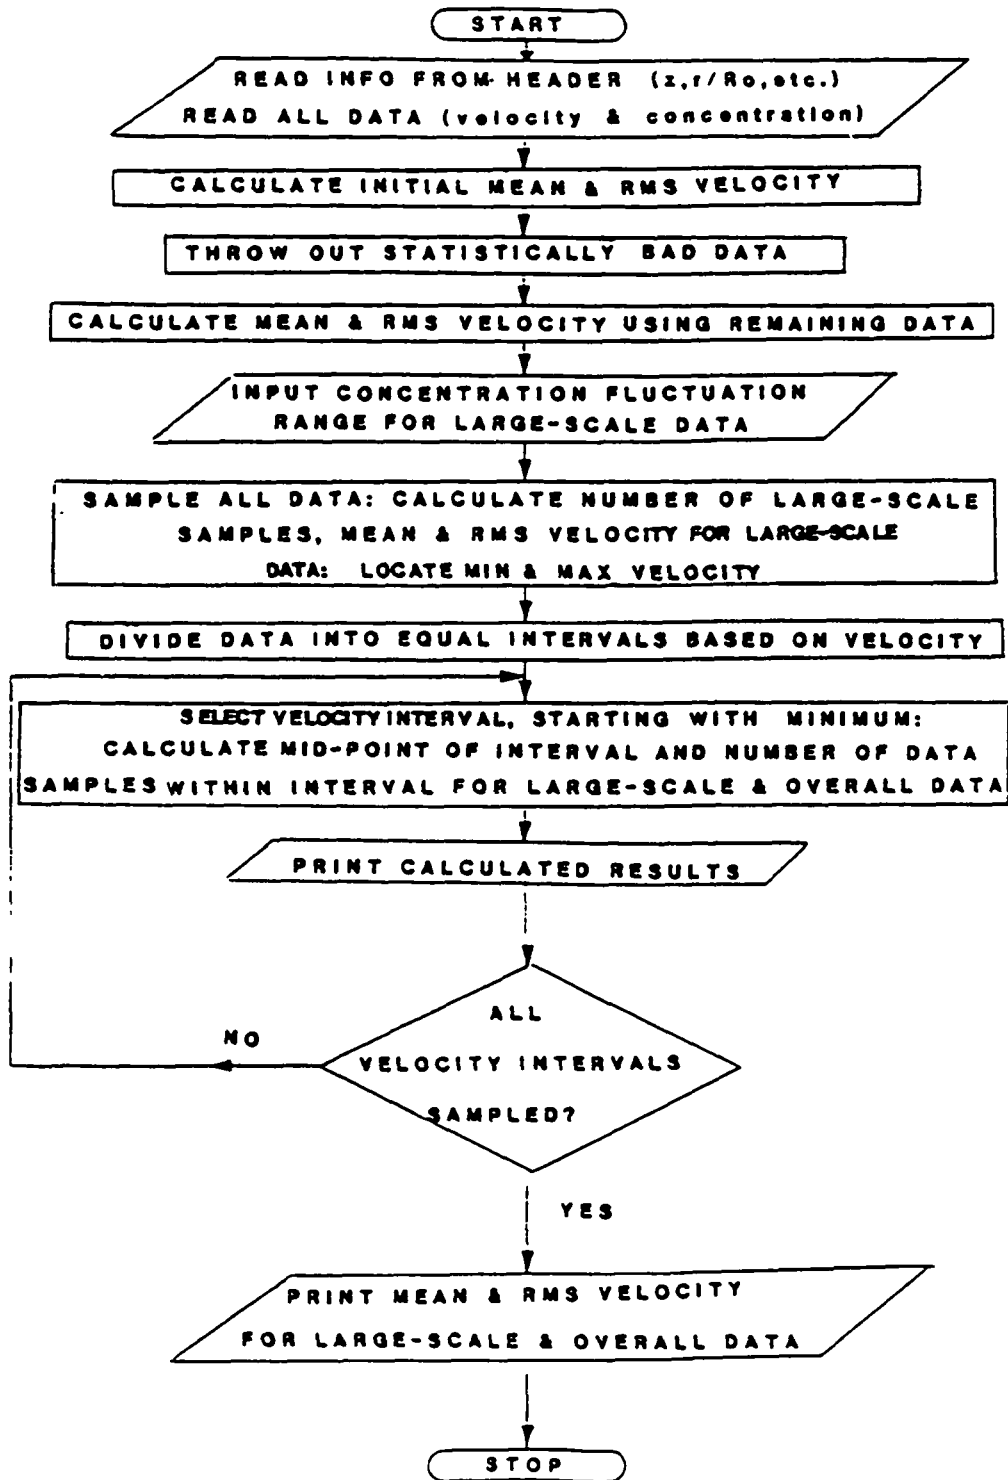 START
READ INFO FROM HEADER (z,r/Ro,etc.)
READ ALL DATA (velocity & concentration)
CALCULATE INITIAL MEAN & RMS VELOCITY
THROW OUT STATISTICALLY BAD DATA
CALCULATE MEAN & RMS VELOCITY USING REMAINING DATA
INPUT CONCENTRATION FLUCTUATION
RANGE FOR LARGE-SCALE DATA
SAMPLE ALL DATA: CALCULATE NUMBER OF LARGE-SCALE
SAMPLES, MEAN & RMS VELOCITY FOR LARGE-SCALE
DATA: LOCATE MIN & MAX VELOCITY
DIVIDE DATA INTO EQUAL INTERVALS BASED ON VELOCITY
SELECT VELOCITY INTERVAL, STARTING WITH MINIMUM:
CALCULATE MID-POINT OF INTERVAL AND NUMBER OF DATA
SAMPLES WITHIN INTERVAL FOR LARGE-SCALE & OVERALL DATA
PRINT CALCULATED RESULTS
ALL
VELOCITY INTERVALS
SAMPLED?
NO
YES
PRINT MEAN & RMS VELOCITY
FOR LARGE-SCALE & OVERALL DATA
STOP